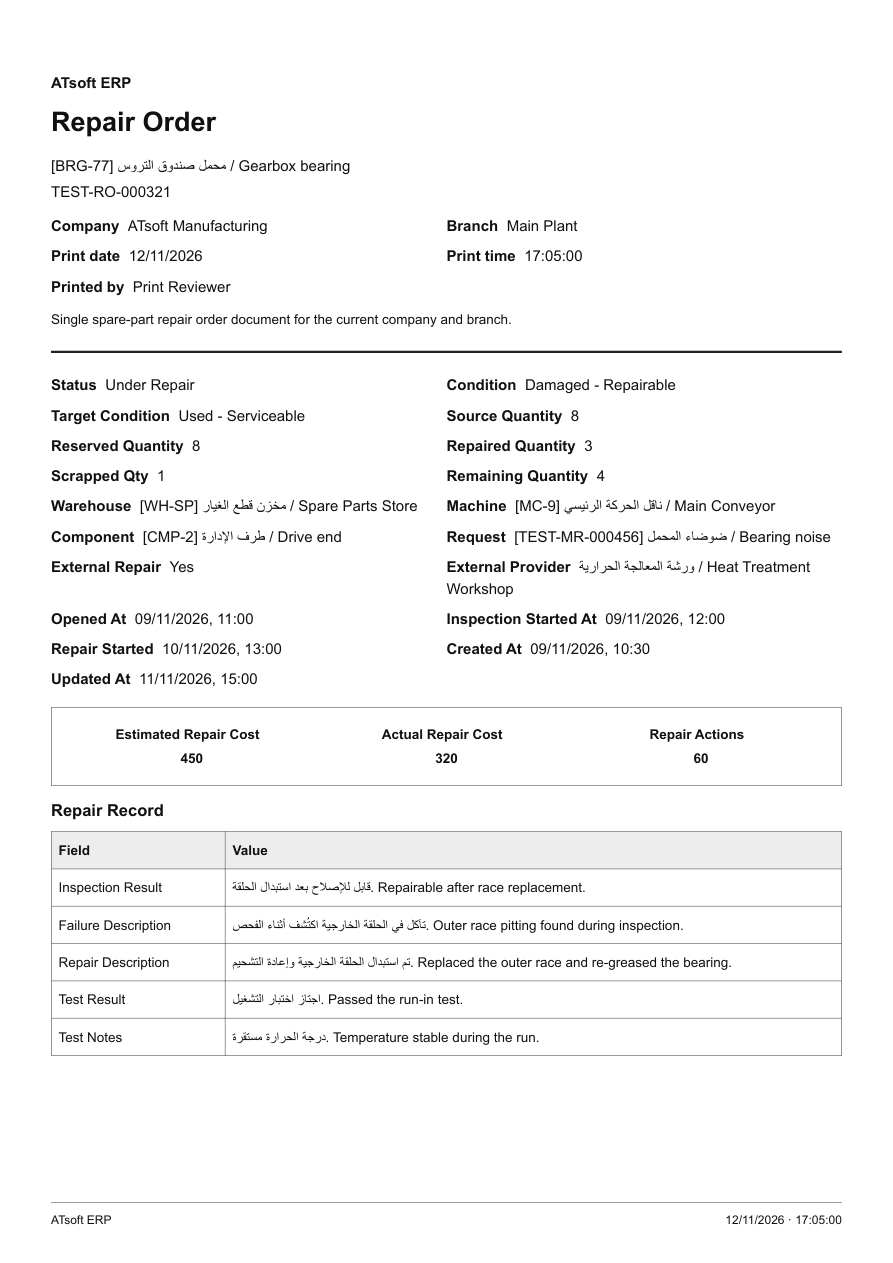 ATsoft ERP
Repair Order
[BRG-77] محمل صندوق التروس / Gearbox bearing
TEST-RO-000321
Company ATsoft Manufacturing
Branch Main Plant
Print date 12/11/2026
Print time 17:05:00
Printed by Print Reviewer
Single spare-part repair order document for the current company and branch.
Status Under Repair
Condition Damaged - Repairable
Target Condition Used - Serviceable
Source Quantity 8
Reserved Quantity 8
Repaired Quantity 3
Scrapped Qty 1
Remaining Quantity 4
Warehouse [WH-SP] مخزن قطع الغيار / Spare Parts Store
Machine [MC-9] ناقل الحركة الرئيسي / Main Conveyor
Component [CMP-2] طرف الإدارة / Drive end
Request [TEST-MR-000456] ضوضاء المحمل / Bearing noise
External Repair Yes
External Provider ورشة المعالجة الحرارية / Heat Treatment
Workshop
Opened At 09/11/2026, 11:00
Inspection Started At 09/11/2026, 12:00
Repair Started 10/11/2026, 13:00
Created At 09/11/2026, 10:30
Updated At 11/11/2026, 15:00
Estimated Repair Cost
450
Actual Repair Cost
320
Repair Actions
60
Repair Record
Field Value
Inspection Result قابل للإصلاح بعد استبدال الحلقة. Repairable after race replacement.
Failure Description تآكل في الحلقة الخارجية اكتُشف أثناء الفحص. Outer race pitting found during inspection.
Repair Description تم استبدال الحلقة الخارجية وإعادة التشحيم. Replaced the outer race and re-greased the bearing.
Test Result اجتاز اختبار التشغيل. Passed the run-in test.
Test Notes درجة الحرارة مستقرة. Temperature stable during the run.
ATsoft ERP
12/11/2026 · 17:05:00